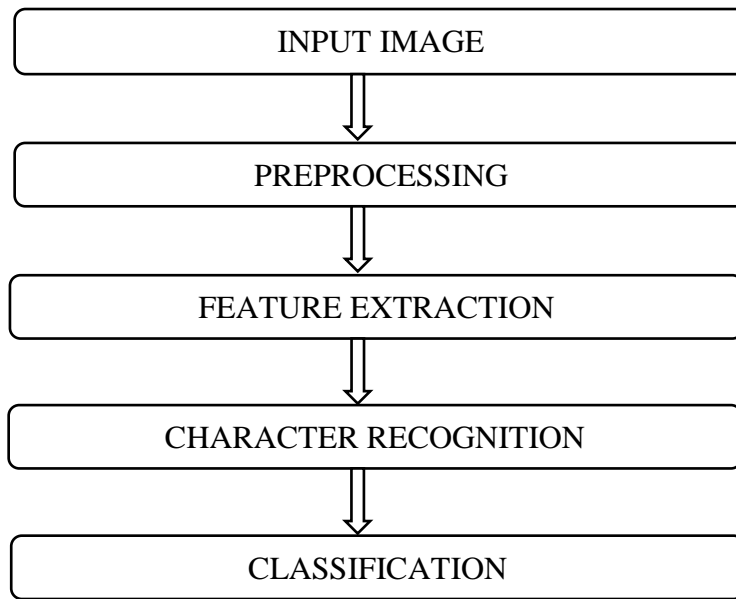 INPUT IMAGE
PREPROCESSING
FEATURE EXTRACTION
CHARACTER RECOGNITION
CLASSIFICATION